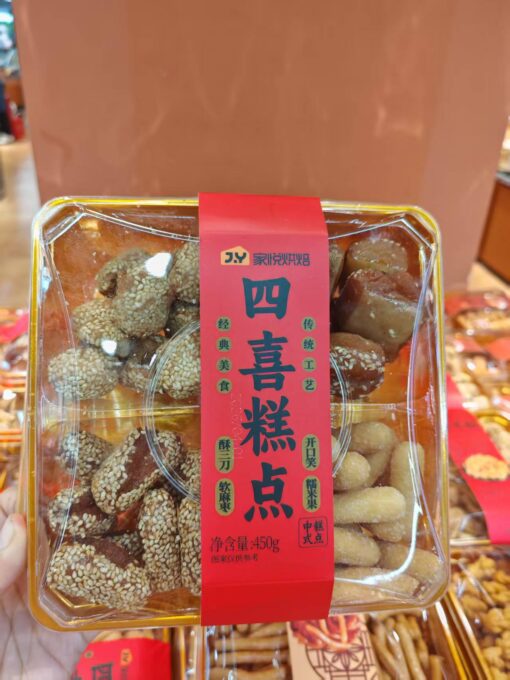 J.Y 家悦烘焙
四喜糕点
传统工艺
经典美食
开口笑
酥三刀
糯米果
软麻枣
中式糕点
净含量:450g
图案仅供参考